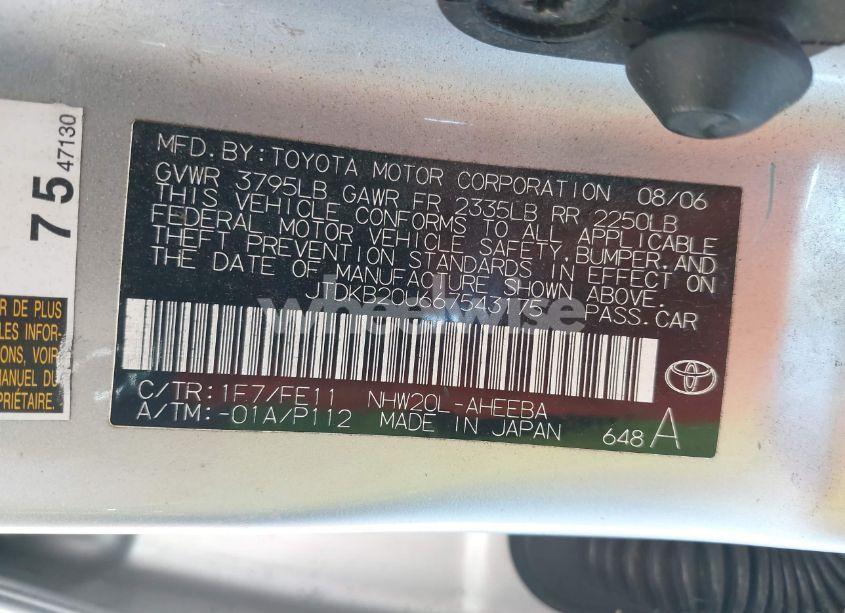 75
47130
R DE PLUS
LES INFOR-
ONS, VOIR
MANUEL DU
OPRIÉTAIRE.
MFD. BY: TOYOTA MOTOR CORPORATION 08/06
GVWR 3795LB GAWR FR 2335LB RR 2250LB
THIS VEHICLE CONFORMS TO ALL APPLICABLE
FEDERAL MOTOR VEHICLE SAFETY, BUMPER, AND
THEFT PREVENTION STANDARDS IN EFFECT ON
THE DATE OF MANUFACTURE SHOWN ABOVE.
PASS. CAR
wheelwise
C/TR: 1F7/FE11 NHW20L-AHEEBA
A/TM: -01A/P112 MADE IN JAPAN 648 A